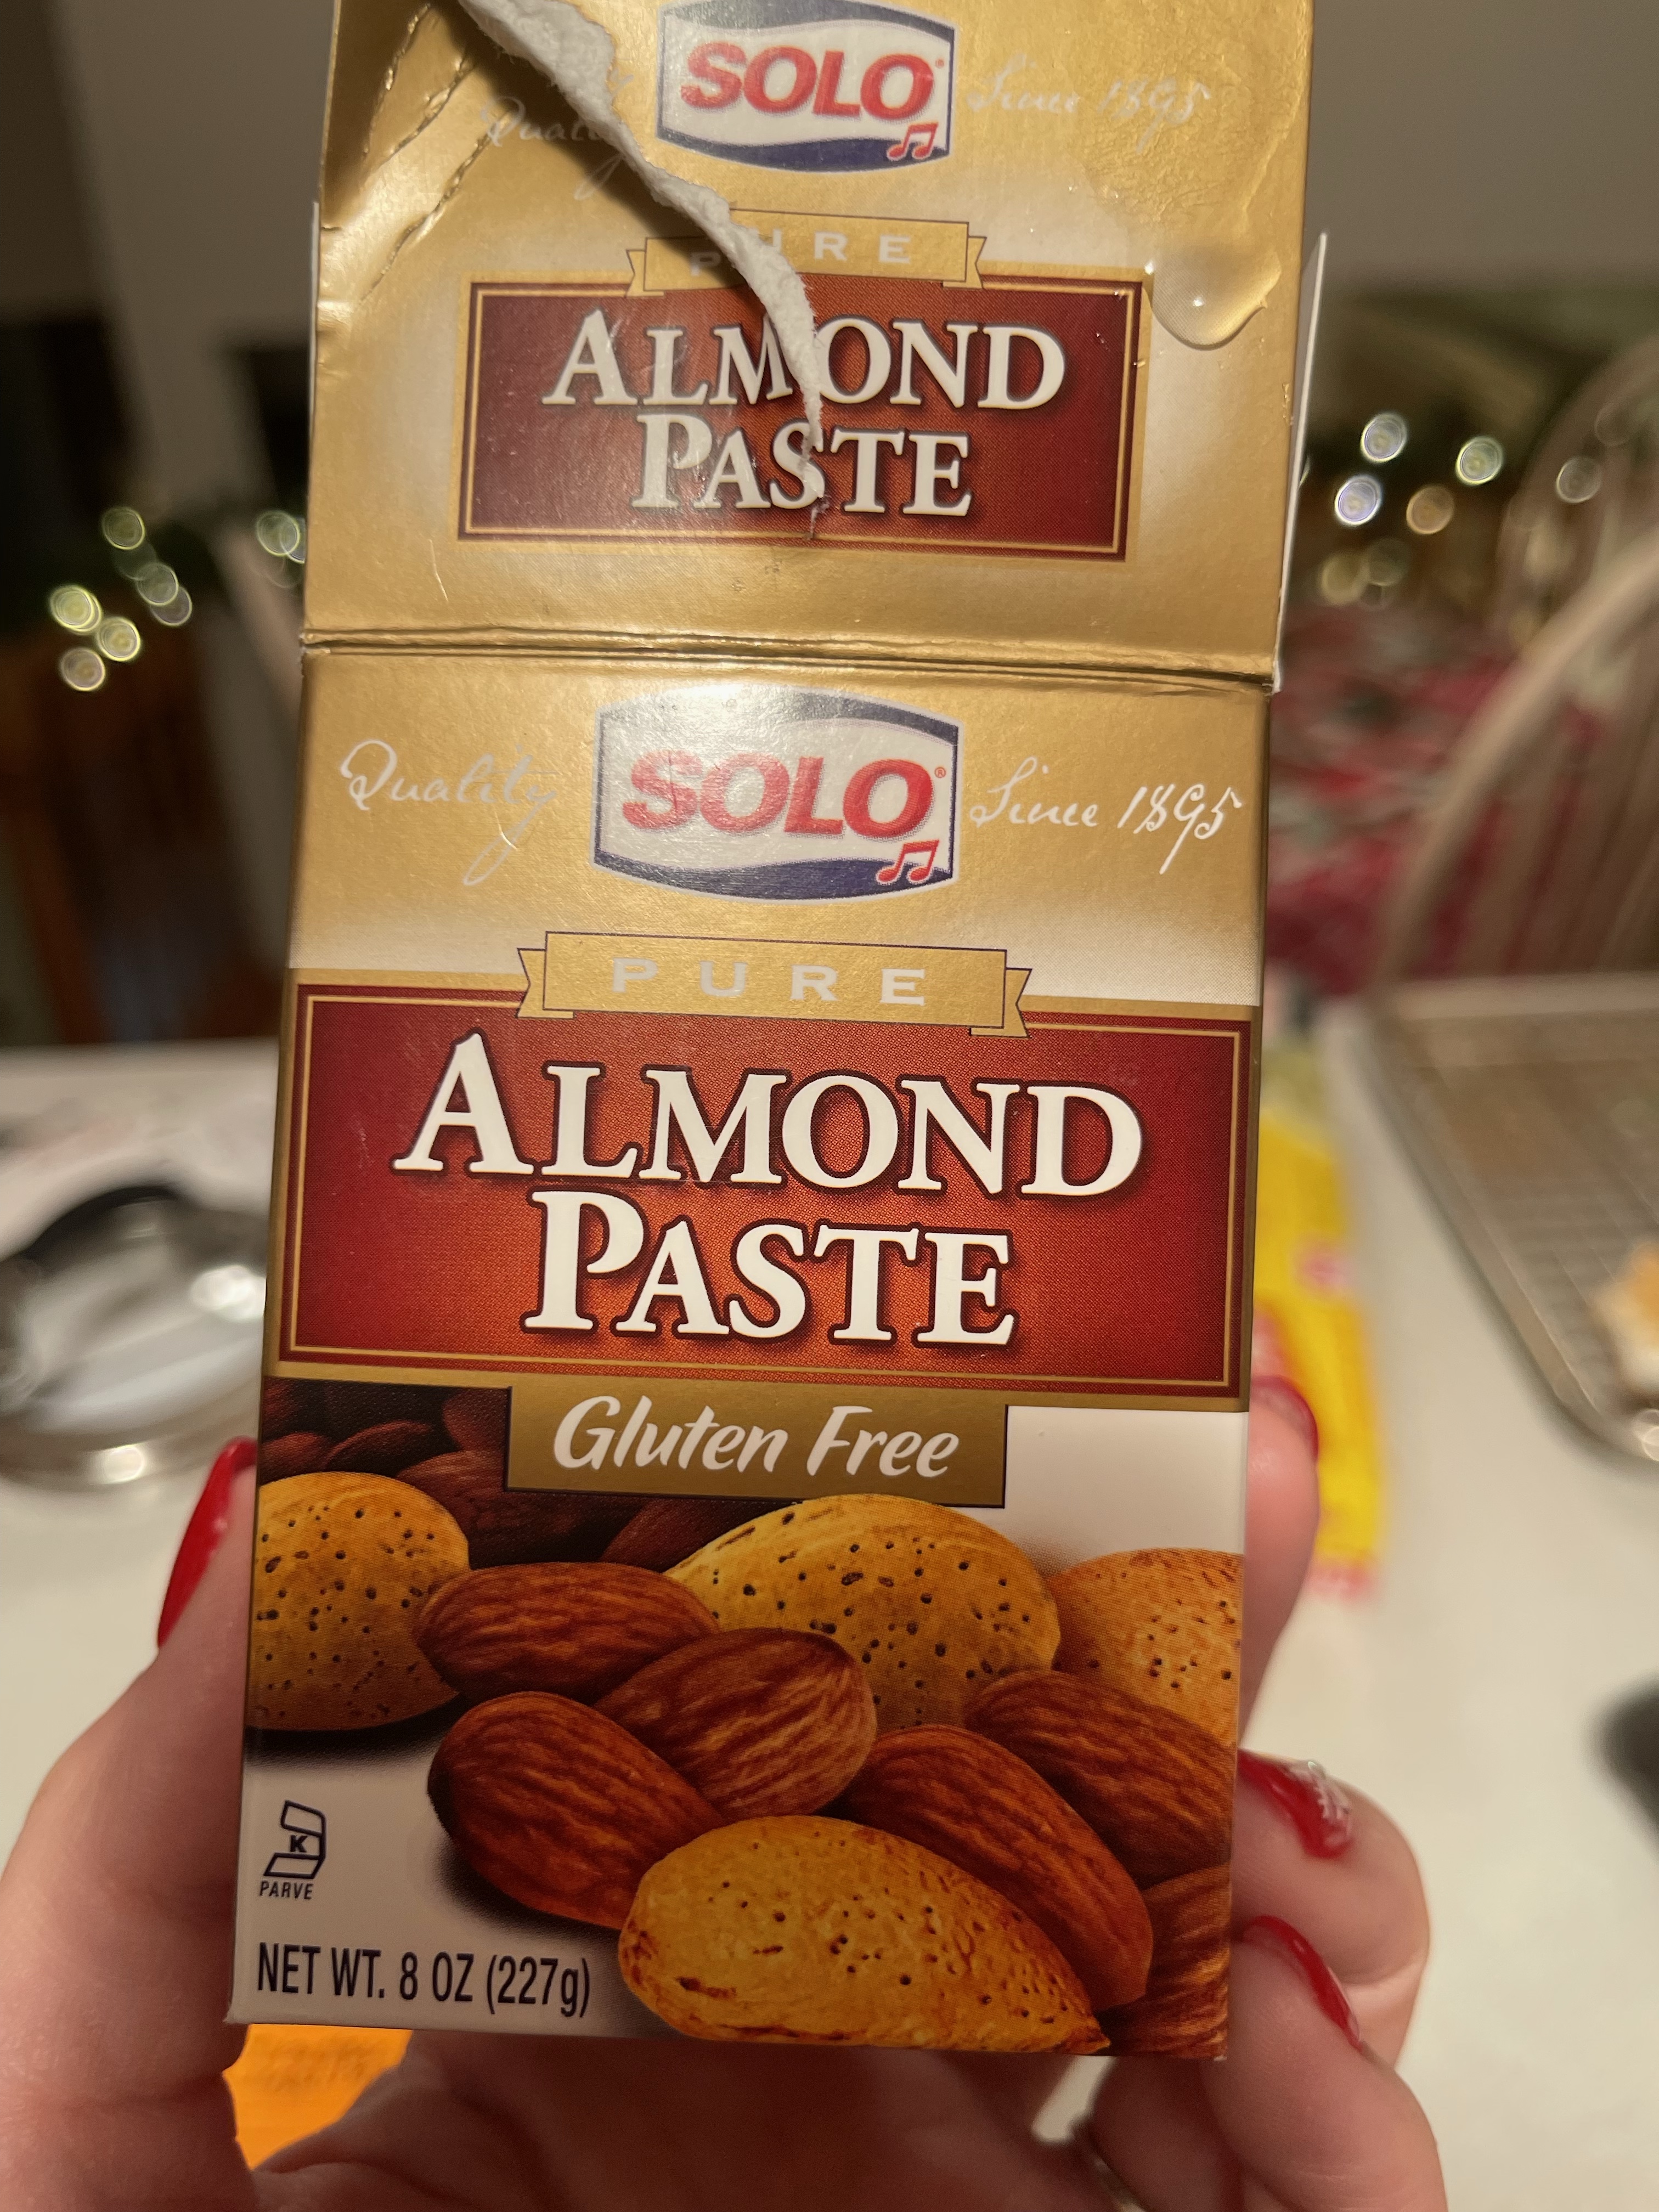 Quality SOLO Since 1895
PURE
ALMOND
PASTE
Quality SOLO® Since 1895
PURE
ALMOND
PASTE
Gluten Free
K
PARVE
NET WT. 8 OZ (227g)